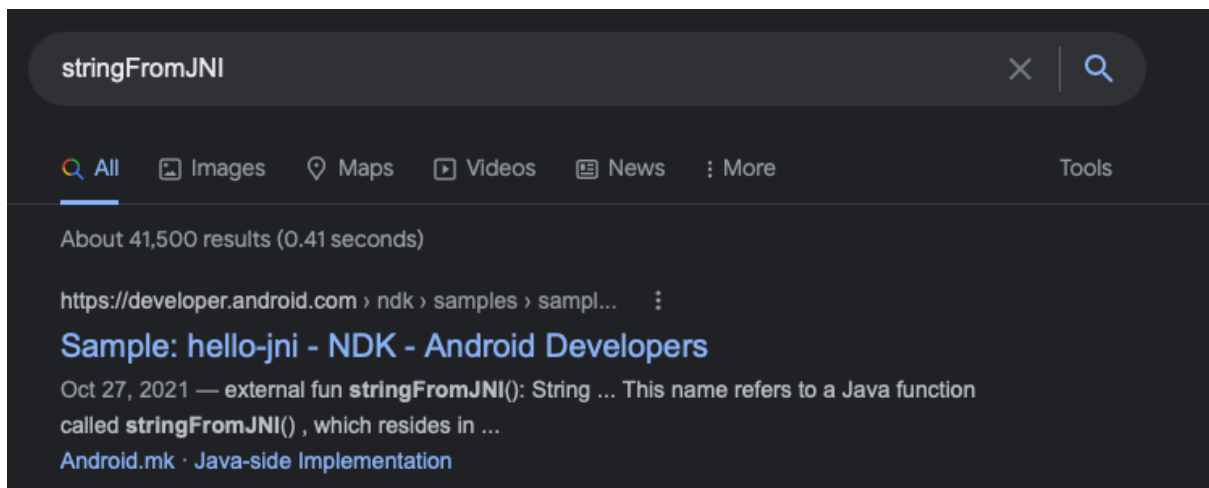 stringFromJNI
All Images Maps Videos News More Tools
About 41,500 results (0.41 seconds)
https://developer.android.com › ndk › samples › sampl...
Sample: hello-jni - NDK - Android Developers
Oct 27, 2021 — external fun stringFromJNI(): String ... This name refers to a Java function
called stringFromJNI() , which resides in ...
Android.mk · Java-side Implementation